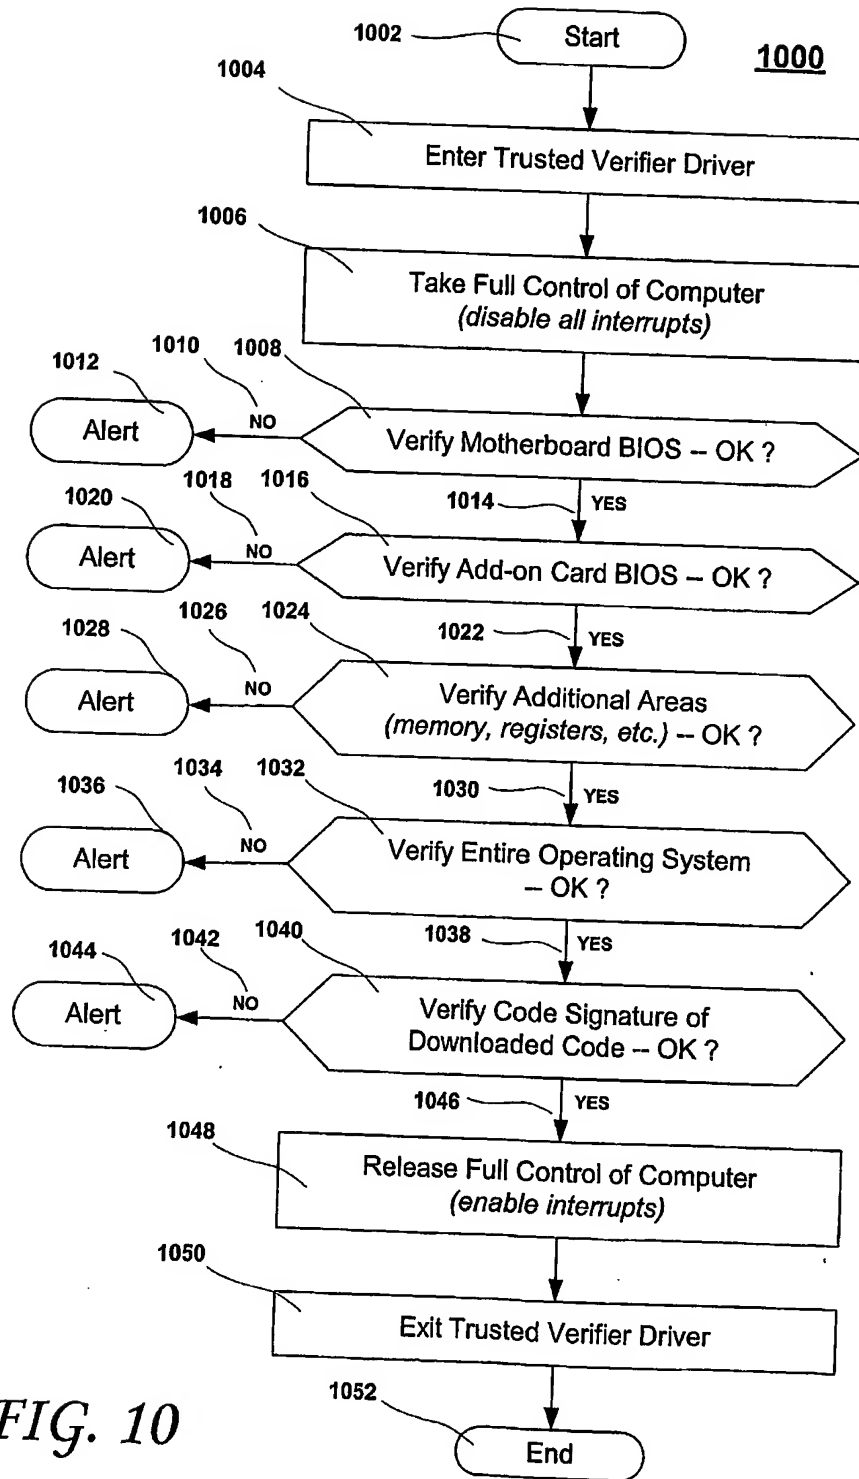 1002
Start
1000
1004
Enter Trusted Verifier Driver
1006
Take Full Control of Computer
(disable all interrupts)
1008
1010
1012
Alert
NO
Verify Motherboard BIOS – OK ?
1014
YES
1016
1018
1020
Alert
NO
Verify Add-on Card BIOS – OK ?
1022
YES
1024
1026
1028
Alert
NO
Verify Additional Areas
(memory, registers, etc.) – OK ?
1030
YES
1032
1034
1036
Alert
NO
Verify Entire Operating System
– OK ?
1038
YES
1040
1042
1044
Alert
NO
Verify Code Signature of
Downloaded Code – OK ?
1046
YES
1048
Release Full Control of Computer
(enable interrupts)
1050
Exit Trusted Verifier Driver
1052
End
FIG. 10